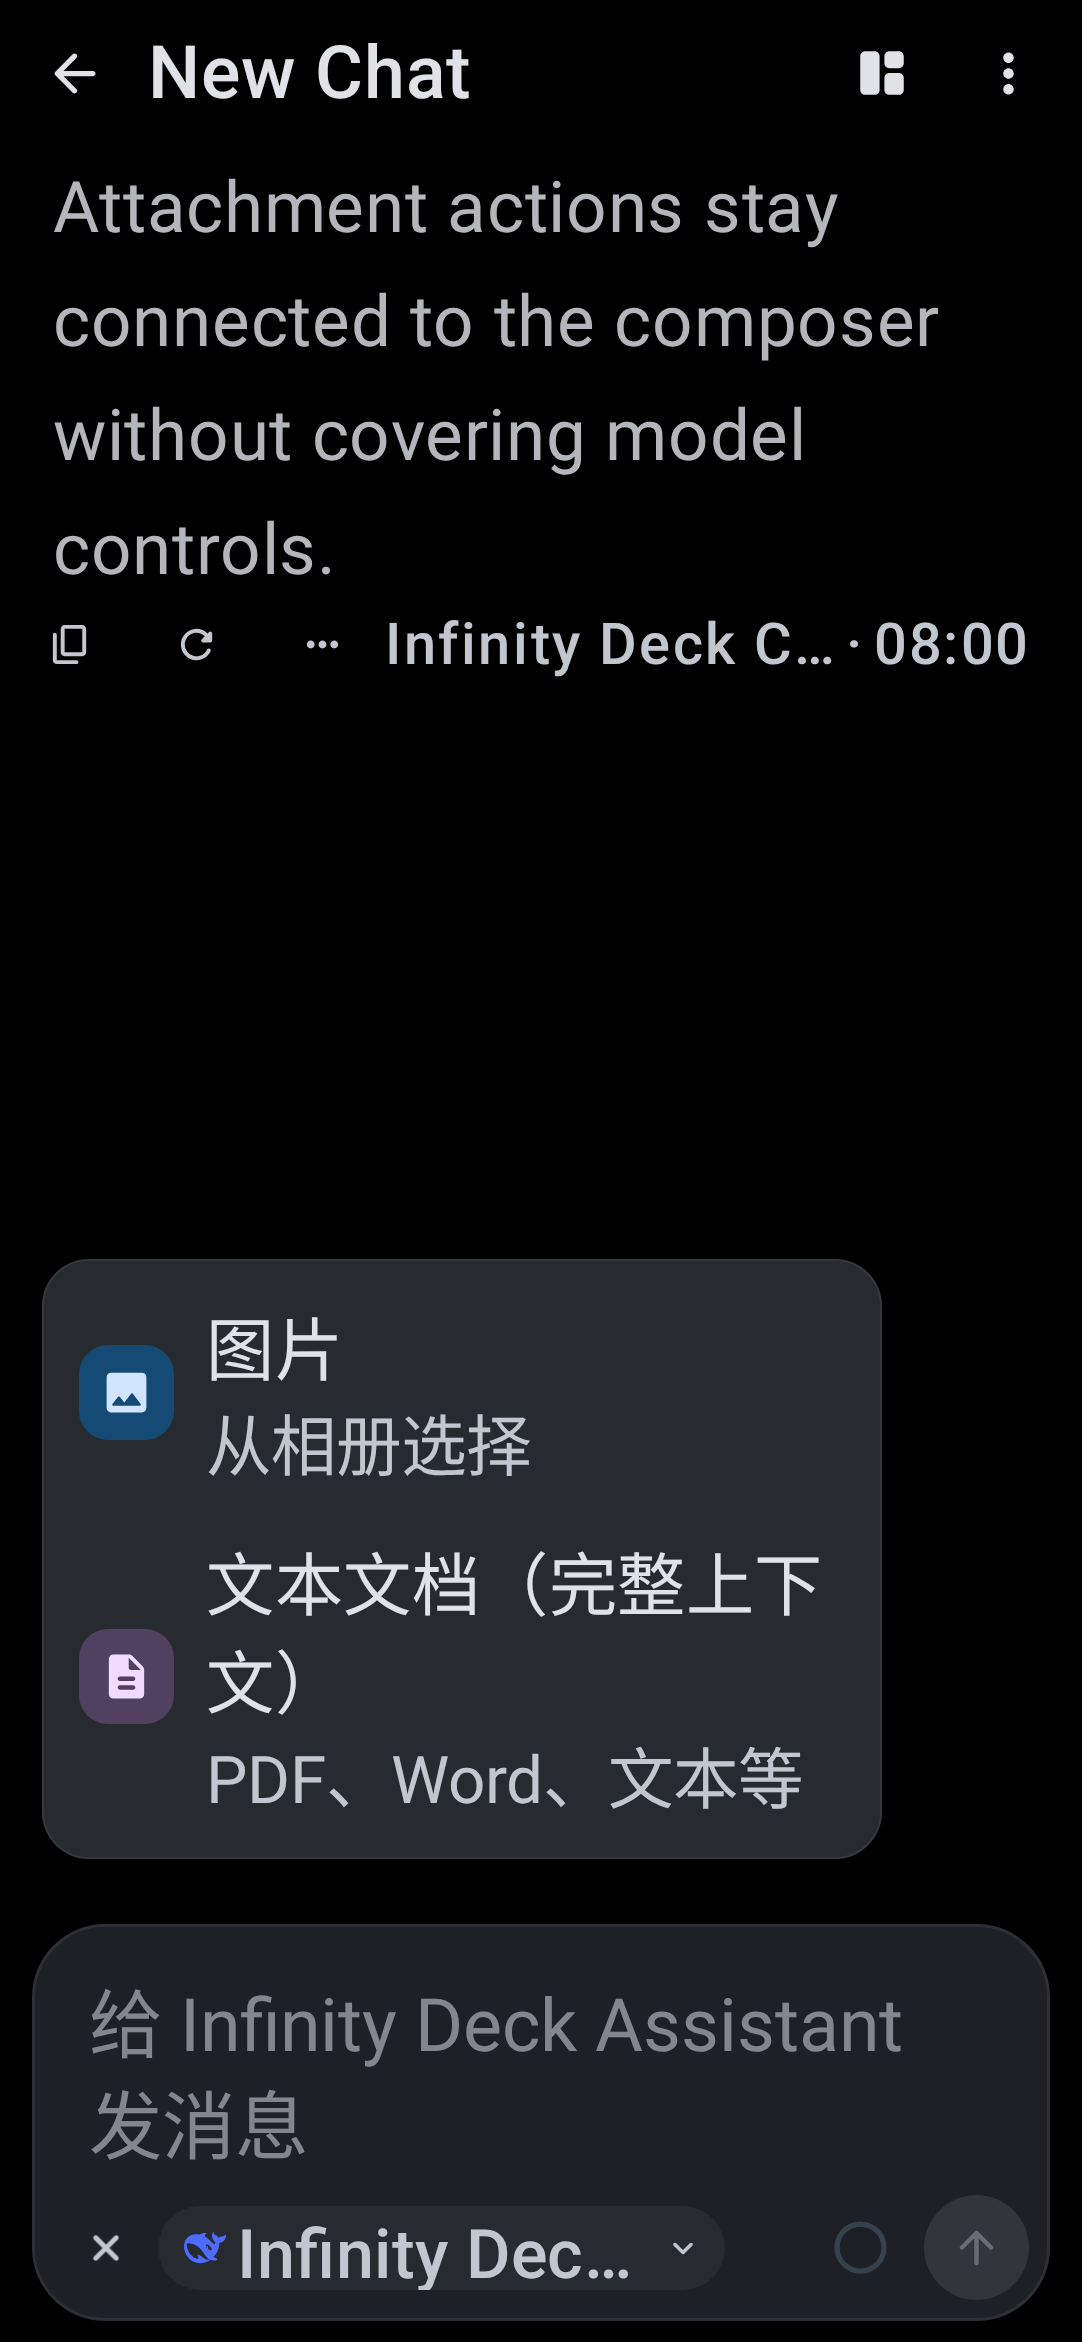 New Chat
Attachment actions stay
connected to the composer
without covering model
controls.
Infinity Deck C… · 08:00
图片
从相册选择
文本文档（完整上下
文）
PDF、Word、文本等
给 Infinity Deck Assistant
发消息
Infinity Dec…